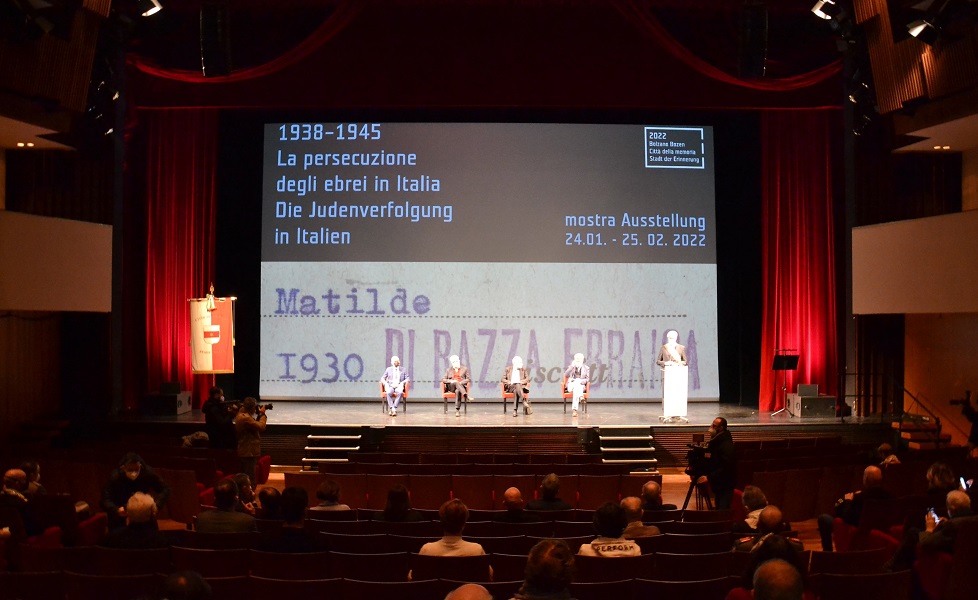 1938-1945
La persecuzione
degli ebrei in Italia
Die Judenverfolgung
in Italien
2022
Bolzano Bozen
Città della memoria
Stadt der Erinnerung
mostra Ausstellung
24.01. - 25. 02. 2022
Matilde
1930 DI RAZZA EBRAICA